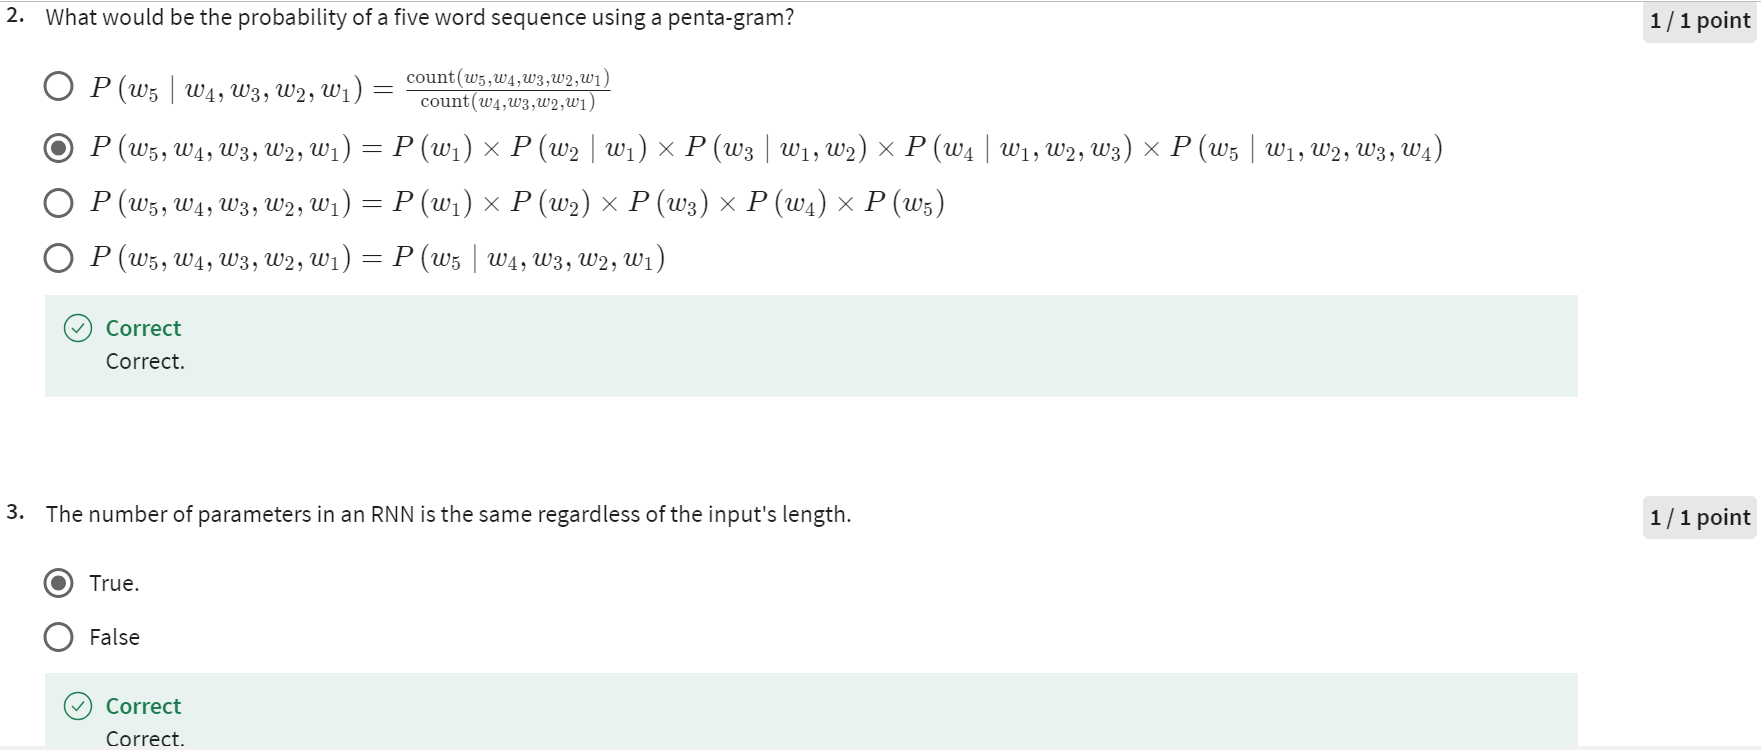 2. What would be the probability of a five word sequence using a penta-gram?
1 / 1 point
P (w₅ | w₄, w₃, w₂, w₁) = count(w₅,w₄,w₃,w₂,w₁) / count(w₄,w₃,w₂,w₁)
P (w₅, w₄, w₃, w₂, w₁) = P (w₁) × P (w₂ | w₁) × P (w₃ | w₁, w₂) × P (w₄ | w₁, w₂, w₃) × P (w₅ | w₁, w₂, w₃, w₄)
P (w₅, w₄, w₃, w₂, w₁) = P (w₁) × P (w₂) × P (w₃) × P (w₄) × P (w₅)
P (w₅, w₄, w₃, w₂, w₁) = P (w₅ | w₄, w₃, w₂, w₁)
Correct
Correct.
3. The number of parameters in an RNN is the same regardless of the input's length.
1 / 1 point
True.
False
Correct
Correct.